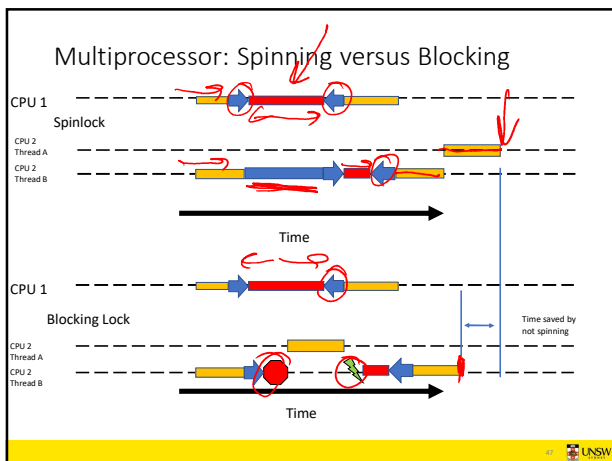 Multiprocessor: Spinning versus Blocking
CPU 1
Spinlock
CPU 2
Thread A
CPU 2
Thread B
Time
CPU 1
Blocking Lock
Time saved by
not spinning
CPU 2
Thread A
CPU 2
Thread B
Time
47
UNSW
SYDNEY